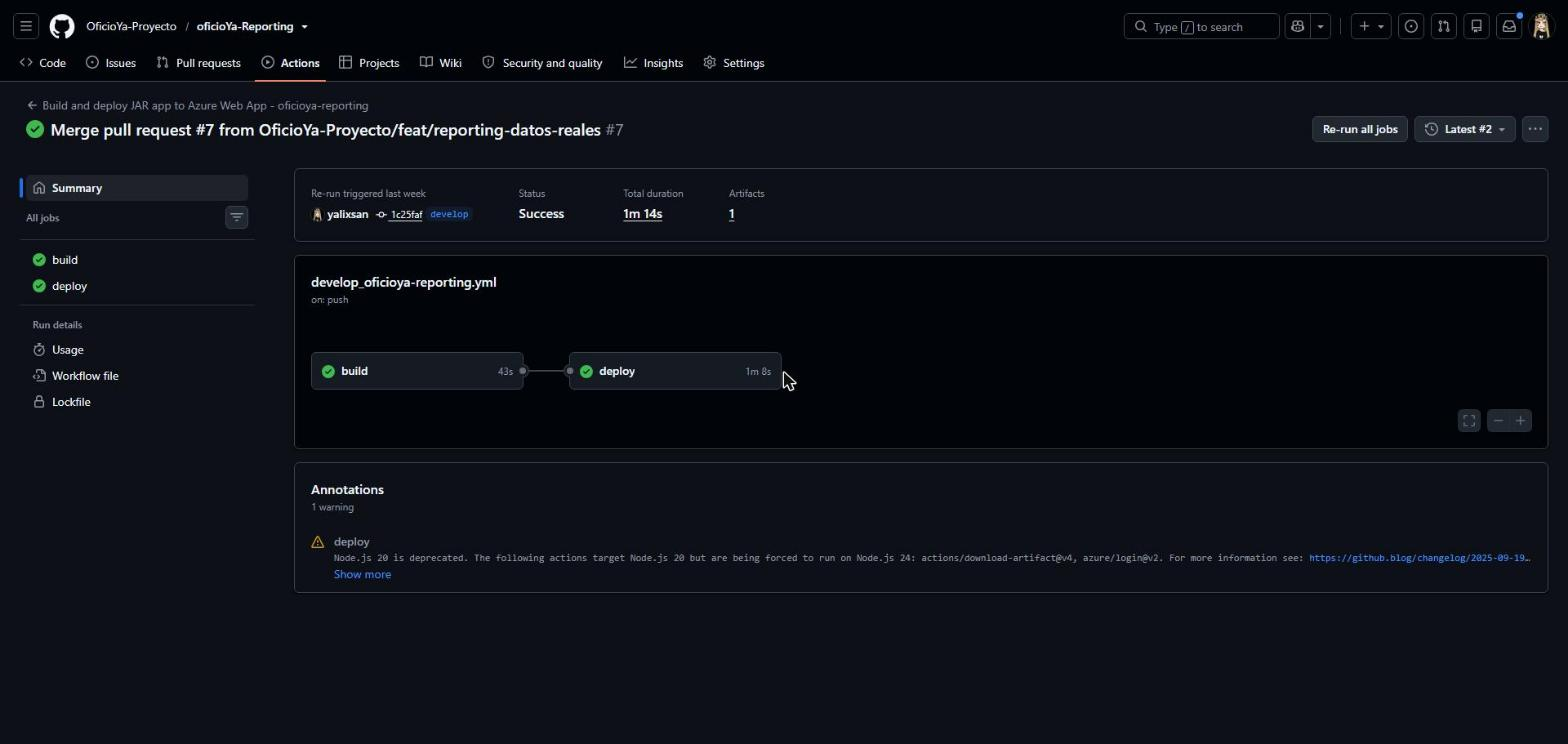 OficioYa-Proyecto / oficioYa-Reporting
Type / to search
Code Issues Pull requests Actions Projects Wiki Security and quality Insights Settings
Build and deploy JAR app to Azure Web App - oficioya-reporting
Merge pull request #7 from OficioYa-Proyecto/feat/reporting-datos-reales #7
Re-run all jobs
Latest #2
Summary
All jobs
build
deploy
Run details
Usage
Workflow file
Lockfile
Re-run triggered last week
yalixsan 1c25faf develop
Status
Success
Total duration
1m 14s
Artifacts
1
develop_oficioya-reporting.yml
on: push
build 43s
deploy 1m 8s
Annotations
1 warning
deploy
Node.js 20 is deprecated. The following actions target Node.js 20 but are being forced to run on Node.js 24: actions/download-artifact@v4, azure/login@v2. For more information see: https://github.blog/changelog/2025-09-19…
Show more